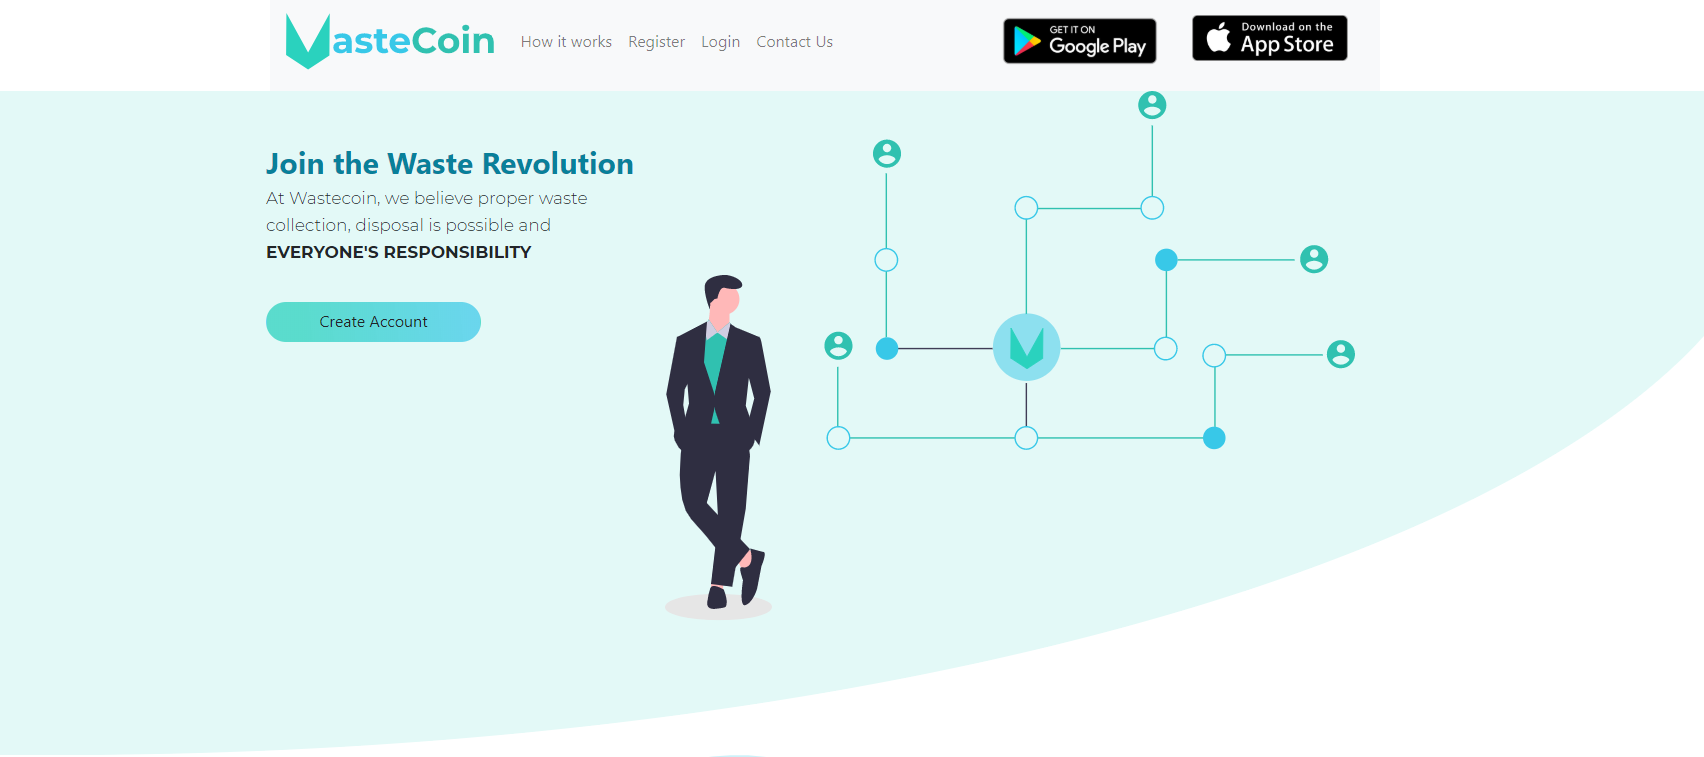 WasteCoin
How it works
Register
Login
Contact Us
GET IT ON
Google Play
Download on the
App Store
Join the Waste Revolution
At Wastecoin, we believe proper waste
collection, disposal is possible and
EVERYONE'S RESPONSIBILITY
Create Account